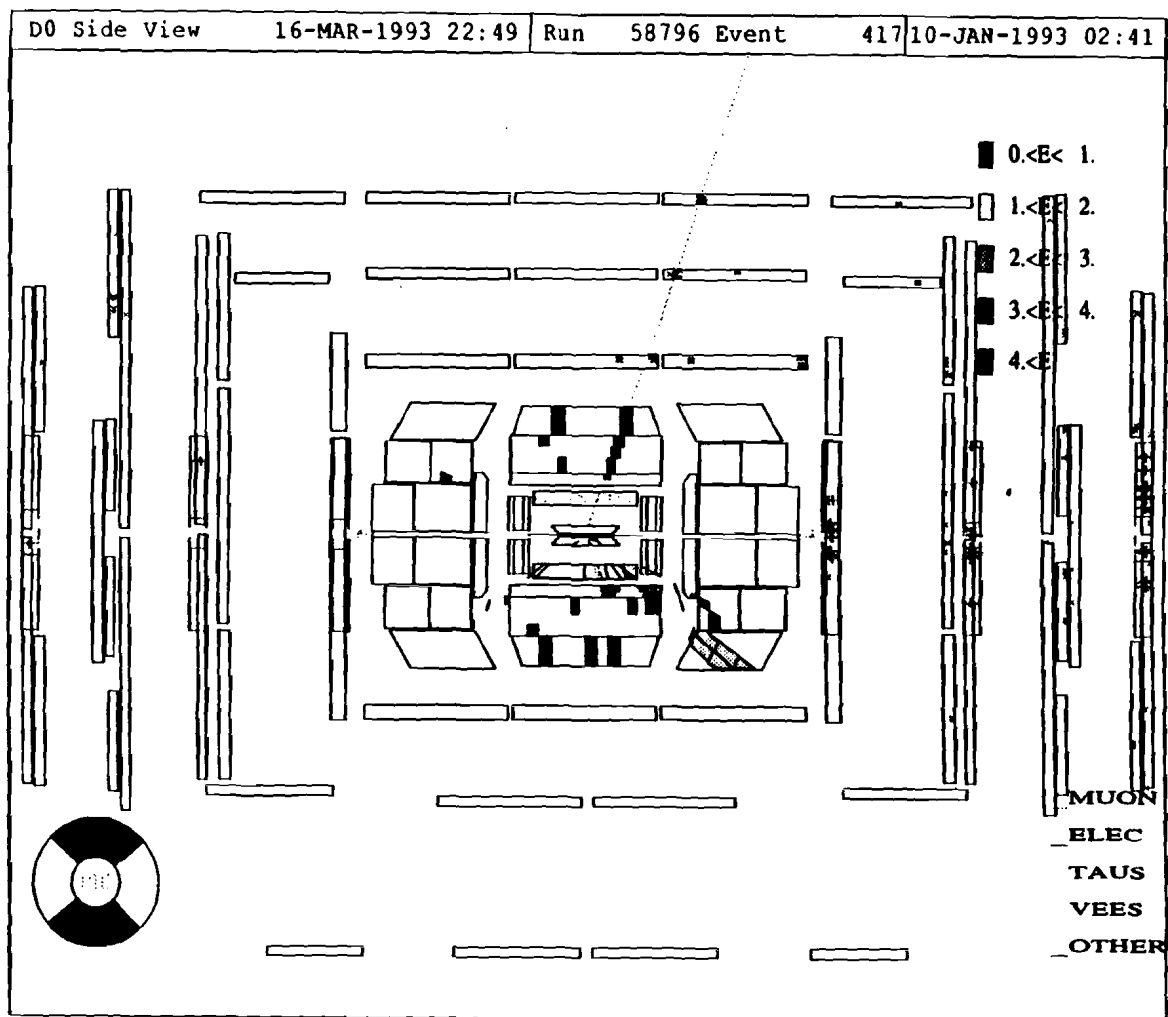 D0 Side View 16-MAR-1993 22:49 Run 58796 Event 417 10-JAN-1993 02:41
0.<E< 1.
1.<E< 2.
2.<E< 3.
3.<E< 4.
4.<E
MUON
_ELEC
TAUS
VEES
_OTHER